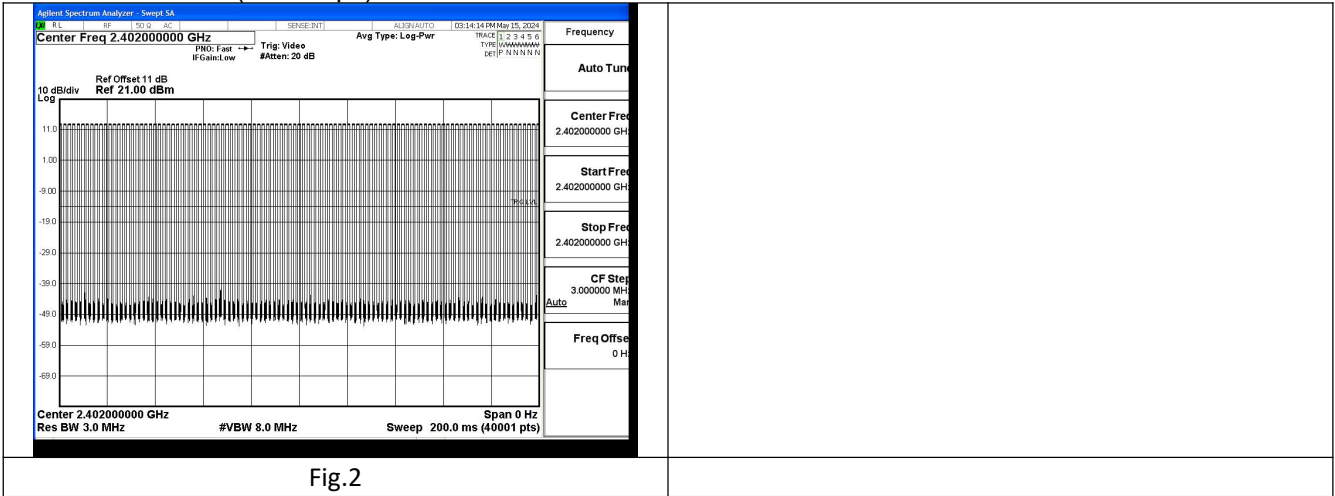 Agilent Spectrum Analyzer - Swept SA
RL RF 50 Ω AC SENSE:INT ALIGNAUTO 03:14:14 PM May 15, 2024
Center Freq 2.402000000 GHz
PNO: Fast
IFGain:Low
Trig: Video
#Atten: 20 dB
Avg Type: Log-Pwr
TRACE 1 2 3 4 5 6
TYPE
DET P N N N N N
Ref Offset 11 dB
10 dB/div Ref 21.00 dBm
Log
11.0
1.00
-9.00
TRIG LVL
-19.0
-29.0
-39.0
-49.0
-59.0
-69.0
Center 2.402000000 GHz Span 0 Hz
Res BW 3.0 MHz #VBW 8.0 MHz Sweep 200.0 ms (40001 pts)
Frequency
Auto Tun
Center Fre
2.402000000 GH
Start Fre
2.402000000 GH
Stop Fre
2.402000000 GH
CF Ste
3.000000 MH
Auto Ma
Freq Offse
0 H
Fig.2